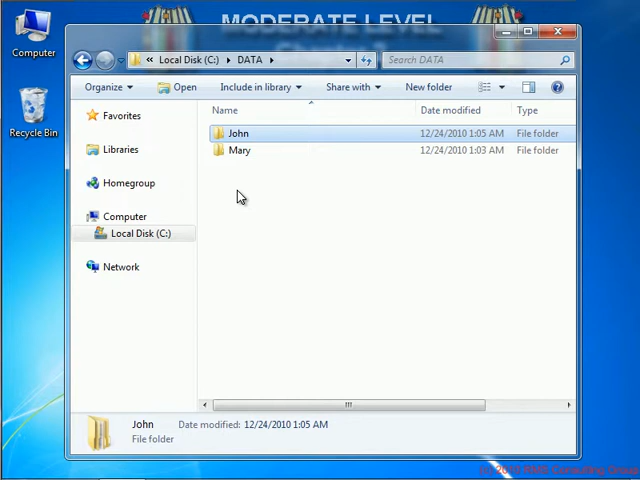 MODERATE LEVEL
Computer
Recycle Bin
« Local Disk (C:) ▸ DATA ▸
Search DATA
Organize ▾ Open Include in library ▾ Share with ▾ New folder
Name Date modified Type
John 12/24/2010 1:05 AM File folder
Mary 12/24/2010 1:03 AM File folder
Favorites
Libraries
Homegroup
Computer
Local Disk (C:)
Network
John Date modified: 12/24/2010 1:05 AM
File folder
(c) 2010 RMS Consulting Group